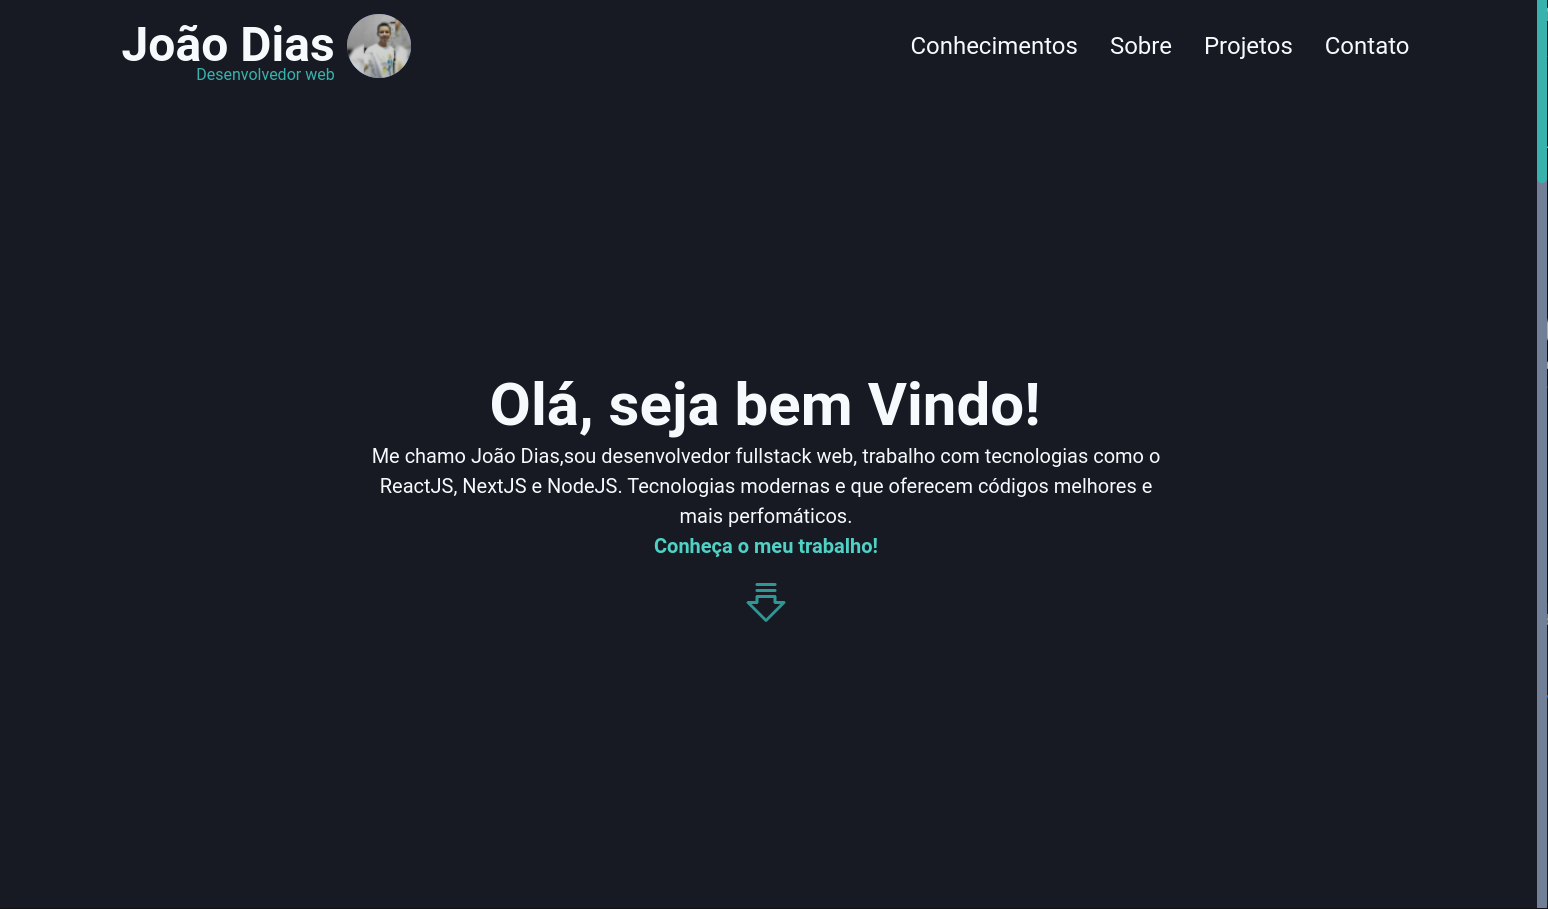 João Dias
Desenvolvedor web
Conhecimentos Sobre Projetos Contato
Olá, seja bem Vindo!
Me chamo João Dias,sou desenvolvedor fullstack web, trabalho com tecnologias como o
ReactJS, NextJS e NodeJS. Tecnologias modernas e que oferecem códigos melhores e
mais perfomáticos.
Conheça o meu trabalho!